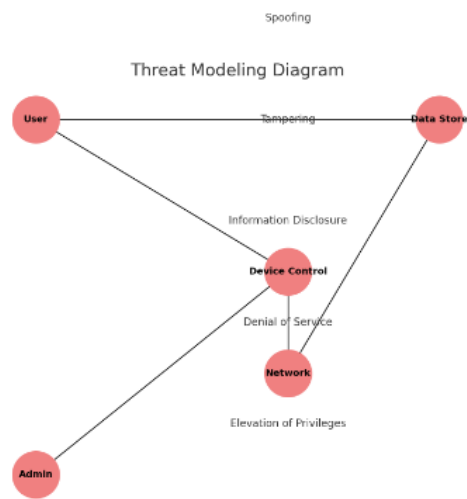 Spoofing
Threat Modeling Diagram
User
Tampering
Data Store
Information Disclosure
Device Control
Denial of Service
Network
Elevation of Privileges
Admin